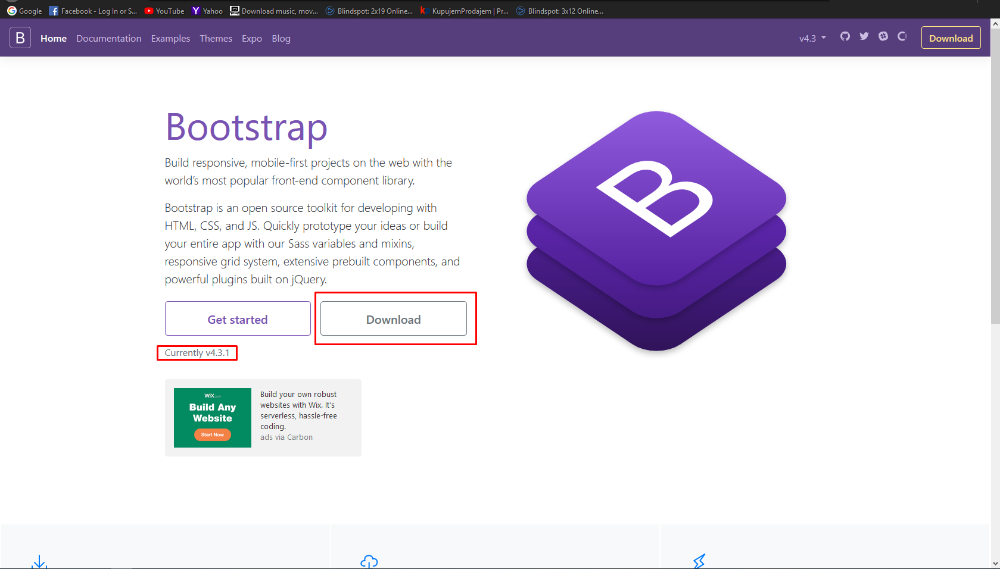 Google Facebook - Log In or S... YouTube Yahoo Download music, mov... Blindspot: 2x19 Online... KupujemProdajem | Pr... Blindspot: 3x12 Online...
B Home Documentation Examples Themes Expo Blog v4.3 Download
Bootstrap
Build responsive, mobile-first projects on the web with the
world's most popular front-end component library.
Bootstrap is an open source toolkit for developing with
HTML, CSS, and JS. Quickly prototype your ideas or build
your entire app with our Sass variables and mixins,
responsive grid system, extensive prebuilt components, and
powerful plugins built on jQuery.
Get started Download
Currently v4.3.1
B
WiX.com
Build Any
Website
Start Now
Build your own robust
websites with Wix. It's
serverless, hassle-free
coding.
ads via Carbon